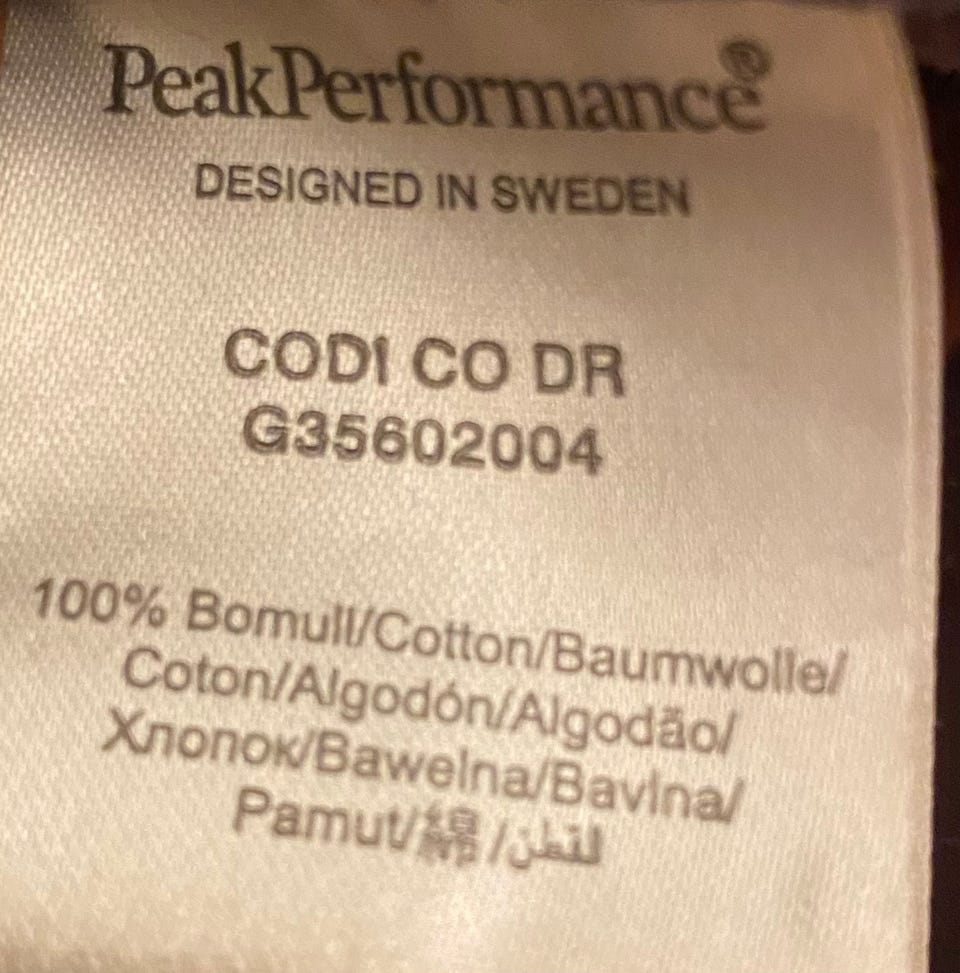 PeakPerformance®
DESIGNED IN SWEDEN
CODI CO DR
G35602004
100% Bomull/Cotton/Baumwolle/
Coton/Algodón/Algodão/
Хлопок/Bawelna/Bavlna/
Pamut/綿/لقطن